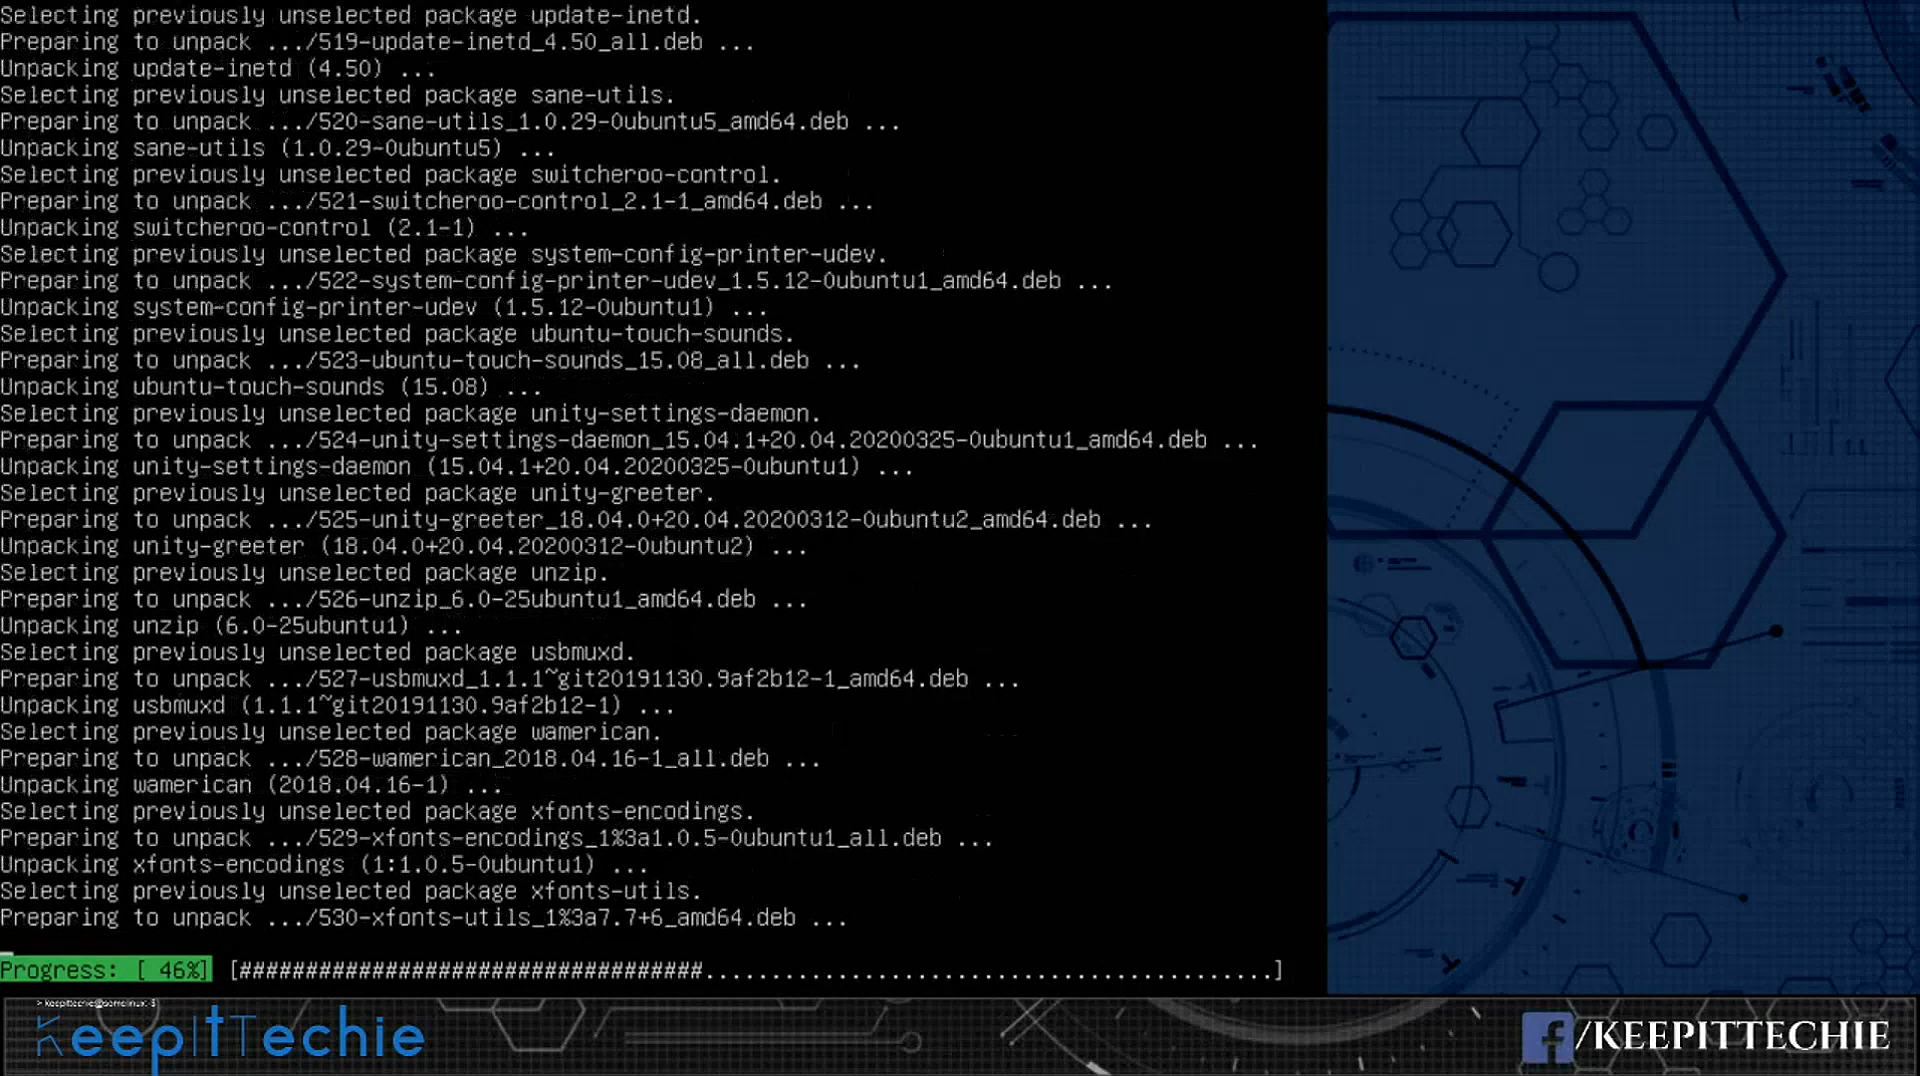 Selecting previously unselected package update-inetd.
Preparing to unpack .../519-update-inetd_4.50_all.deb ...
Unpacking update-inetd (4.50) ...
Selecting previously unselected package sane-utils.
Preparing to unpack .../520-sane-utils_1.0.29-0ubuntu5_amd64.deb ...
Unpacking sane-utils (1.0.29-0ubuntu5) ...
Selecting previously unselected package switcheroo-control.
Preparing to unpack .../521-switcheroo-control_2.1-1_amd64.deb ...
Unpacking switcheroo-control (2.1-1) ...
Selecting previously unselected package system-config-printer-udev.
Preparing to unpack .../522-system-config-printer-udev_1.5.12-0ubuntu1_amd64.deb ...
Unpacking system-config-printer-udev (1.5.12-0ubuntu1) ...
Selecting previously unselected package ubuntu-touch-sounds.
Preparing to unpack .../523-ubuntu-touch-sounds_15.08_all.deb ...
Unpacking ubuntu-touch-sounds (15.08) ...
Selecting previously unselected package unity-settings-daemon.
Preparing to unpack .../524-unity-settings-daemon_15.04.1+20.04.20200325-0ubuntu1_amd64.deb ...
Unpacking unity-settings-daemon (15.04.1+20.04.20200325-0ubuntu1) ...
Selecting previously unselected package unity-greeter.
Preparing to unpack .../525-unity-greeter_18.04.0+20.04.20200312-0ubuntu2_amd64.deb ...
Unpacking unity-greeter (18.04.0+20.04.20200312-0ubuntu2) ...
Selecting previously unselected package unzip.
Preparing to unpack .../526-unzip_6.0-25ubuntu1_amd64.deb ...
Unpacking unzip (6.0-25ubuntu1) ...
Selecting previously unselected package usbmuxd.
Preparing to unpack .../527-usbmuxd_1.1.1~git20191130.9af2b12-1_amd64.deb ...
Unpacking usbmuxd (1.1.1~git20191130.9af2b12-1) ...
Selecting previously unselected package wamerican.
Preparing to unpack .../528-wamerican_2018.04.16-1_all.deb ...
Unpacking wamerican (2018.04.16-1) ...
Selecting previously unselected package xfonts-encodings.
Preparing to unpack .../529-xfonts-encodings_1%3a1.0.5-0ubuntu1_all.deb ...
Unpacking xfonts-encodings (1:1.0.5-0ubuntu1) ...
Selecting previously unselected package xfonts-utils.
Preparing to unpack .../530-xfonts-utils_1%3a7.7+6_amd64.deb ...
Progress: [ 46%] [###################################...........................................]
> keepittechie@somelinux:~$
KeepItTechie
f/KEEPITTECHIE